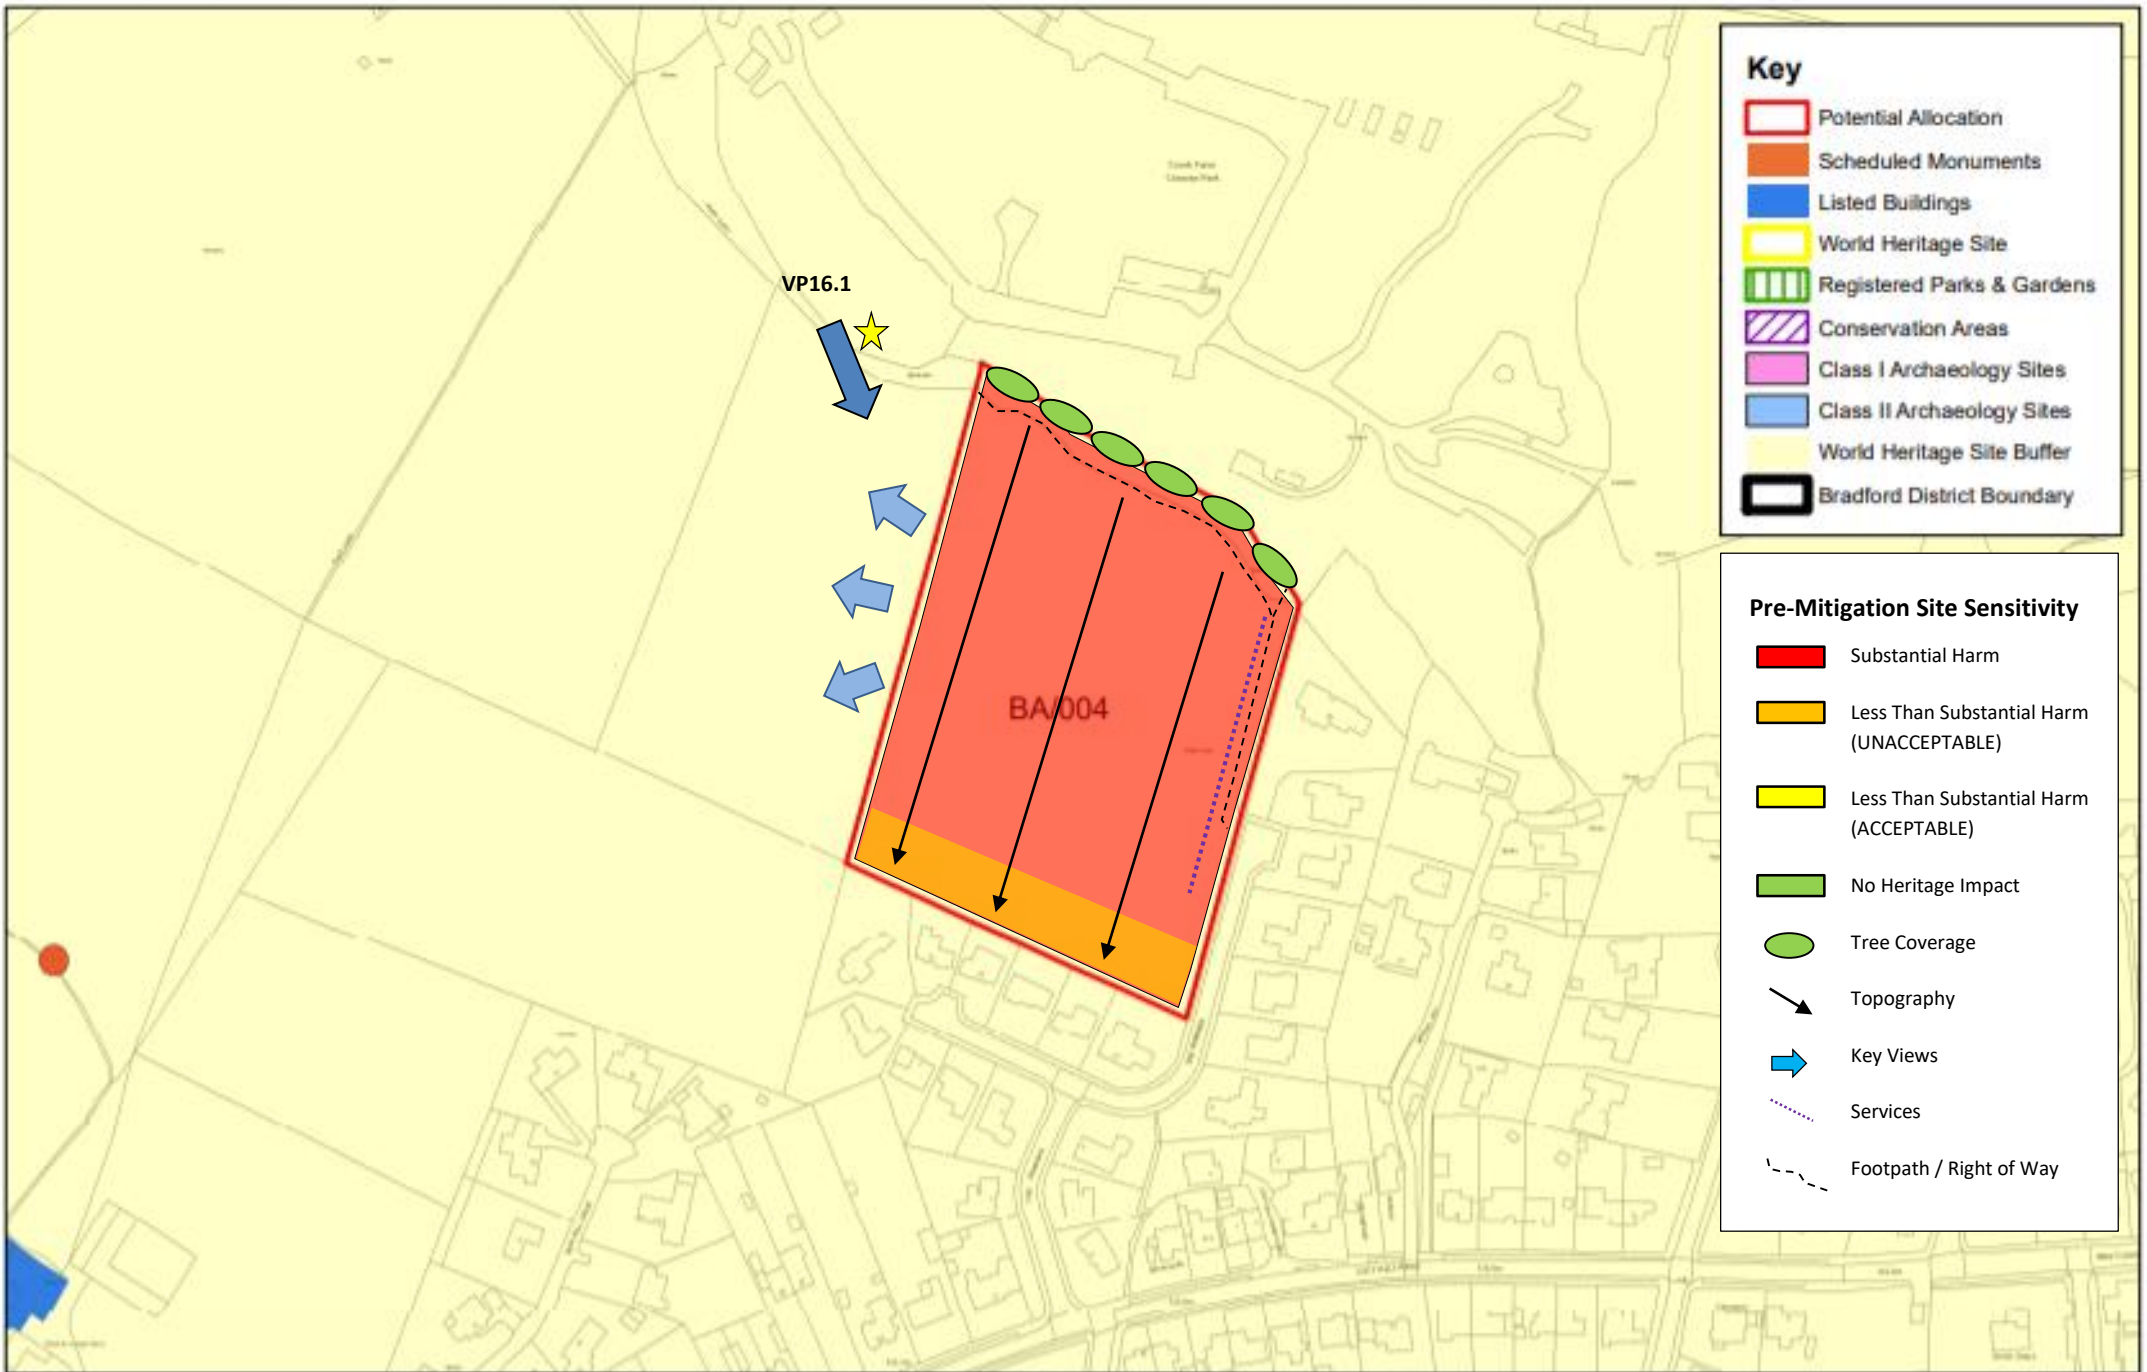 VP16.1
BA/004
Key
Potential Allocation
Scheduled Monuments
Listed Buildings
World Heritage Site
Registered Parks & Gardens
Conservation Areas
Class I Archaeology Sites
Class II Archaeology Sites
World Heritage Site Buffer
Bradford District Boundary
Pre-Mitigation Site Sensitivity
Substantial Harm
Less Than Substantial Harm
(UNACCEPTABLE)
Less Than Substantial Harm
(ACCEPTABLE)
No Heritage Impact
Tree Coverage
Topography
Key Views
Services
Footpath / Right of Way